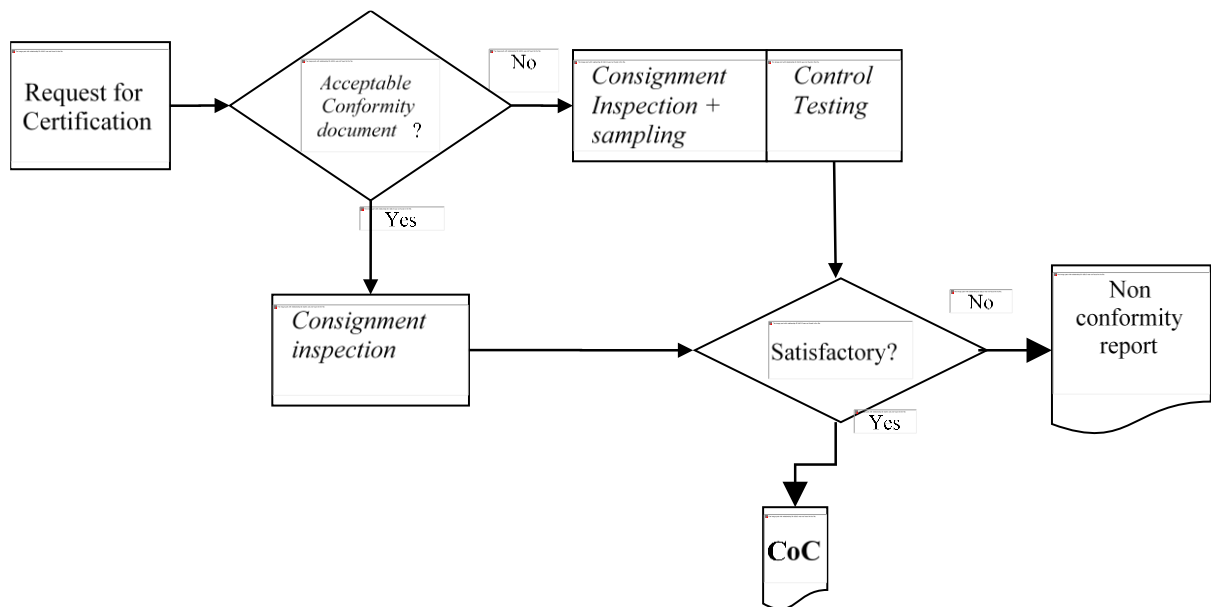 Request for
Certification
Acceptable
Conformity
document ?
No
Consignment
Inspection +
sampling
Control
Testing
Yes
Consignment
inspection
Satisfactory?
No
Non
conformity
report
Yes
CoC